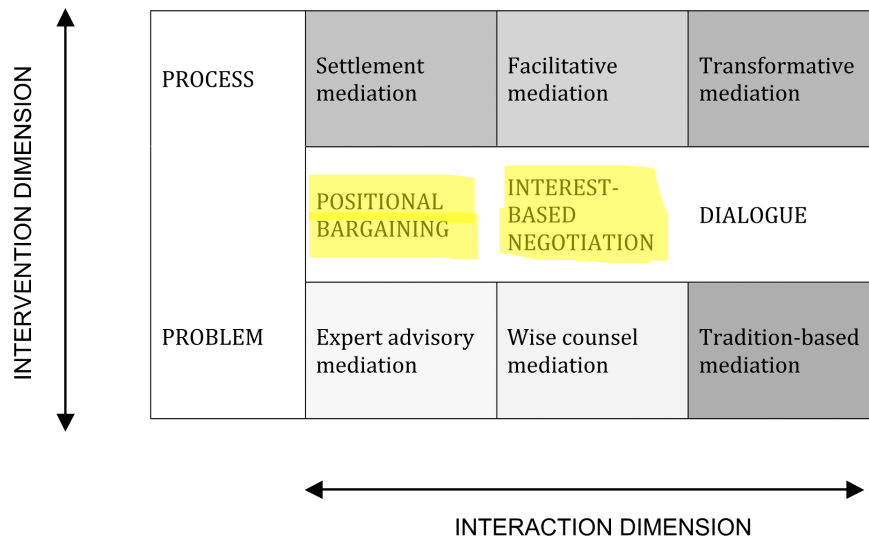 INTERVENTION DIMENSION
PROCESS
Settlement
mediation
Facilitative
mediation
Transformative
mediation
POSITIONAL
BARGAINING
INTEREST-
BASED
NEGOTIATION
DIALOGUE
PROBLEM
Expert advisory
mediation
Wise counsel
mediation
Tradition-based
mediation
INTERACTION DIMENSION